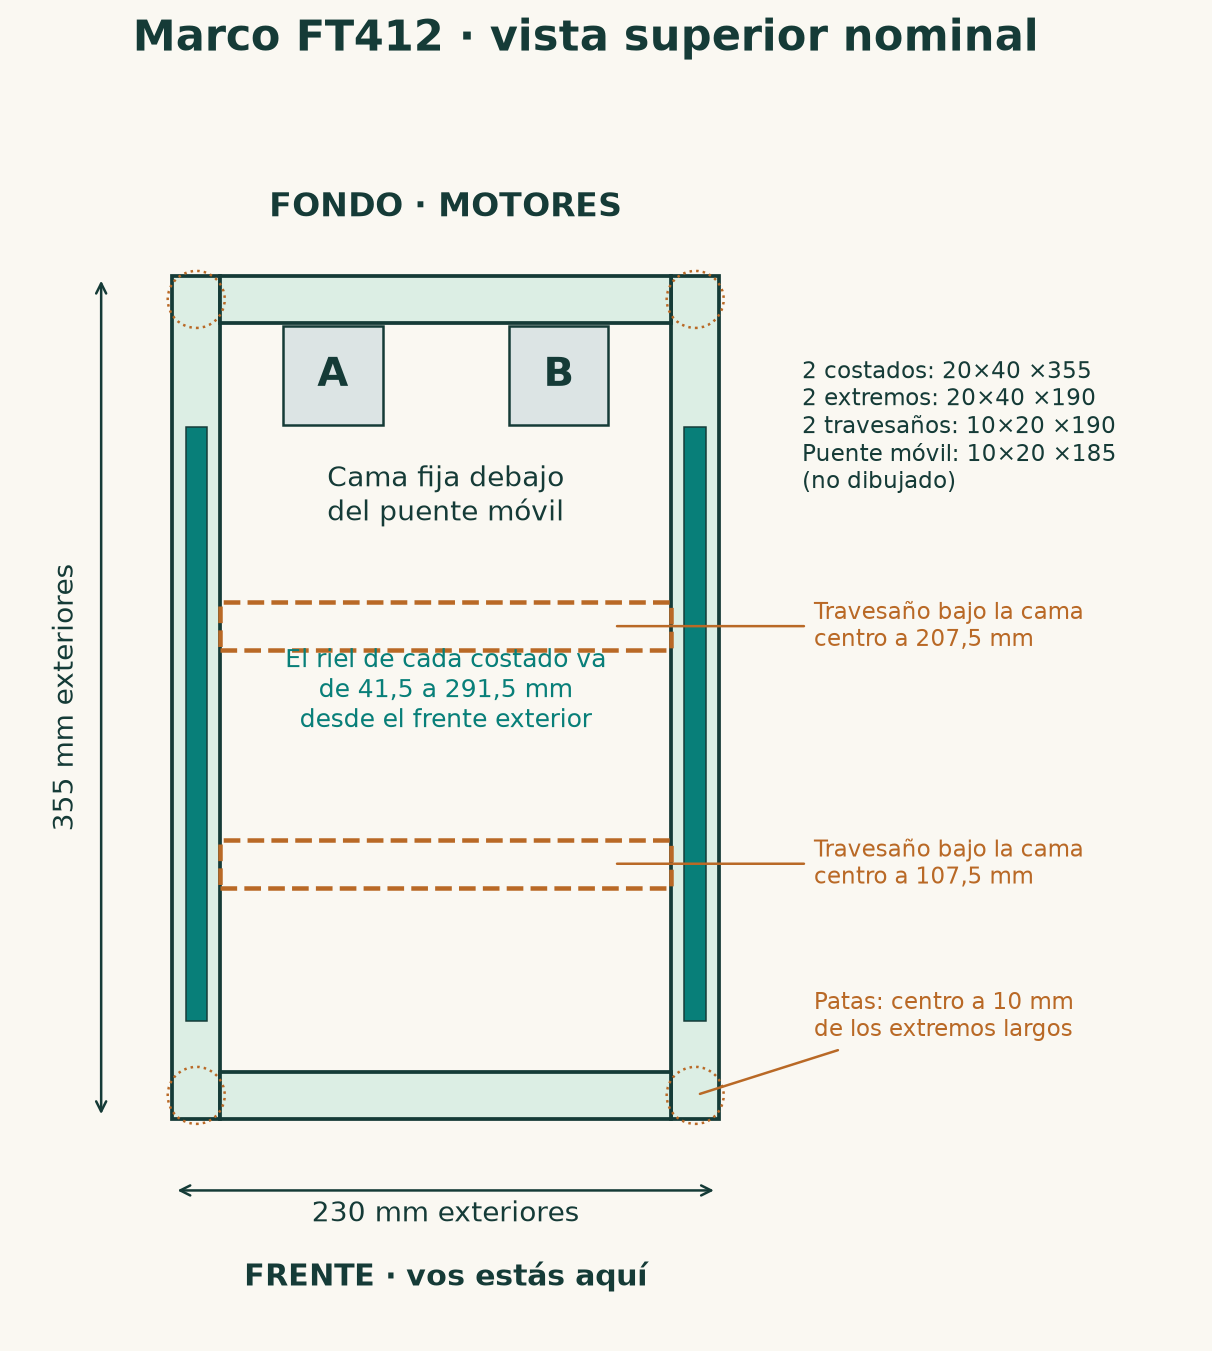 Marco FT412 · vista superior nominal
FONDO · MOTORES
A
B
Cama fija debajo
del puente móvil
2 costados: 20×40 ×355
2 extremos: 20×40 ×190
2 travesaños: 10×20 ×190
Puente móvil: 10×20 ×185
(no dibujado)
355 mm exteriores
Travesaño bajo la cama
centro a 207,5 mm
El riel de cada costado va
de 41,5 a 291,5 mm
desde el frente exterior
Travesaño bajo la cama
centro a 107,5 mm
Patas: centro a 10 mm
de los extremos largos
230 mm exteriores
FRENTE · vos estás aquí